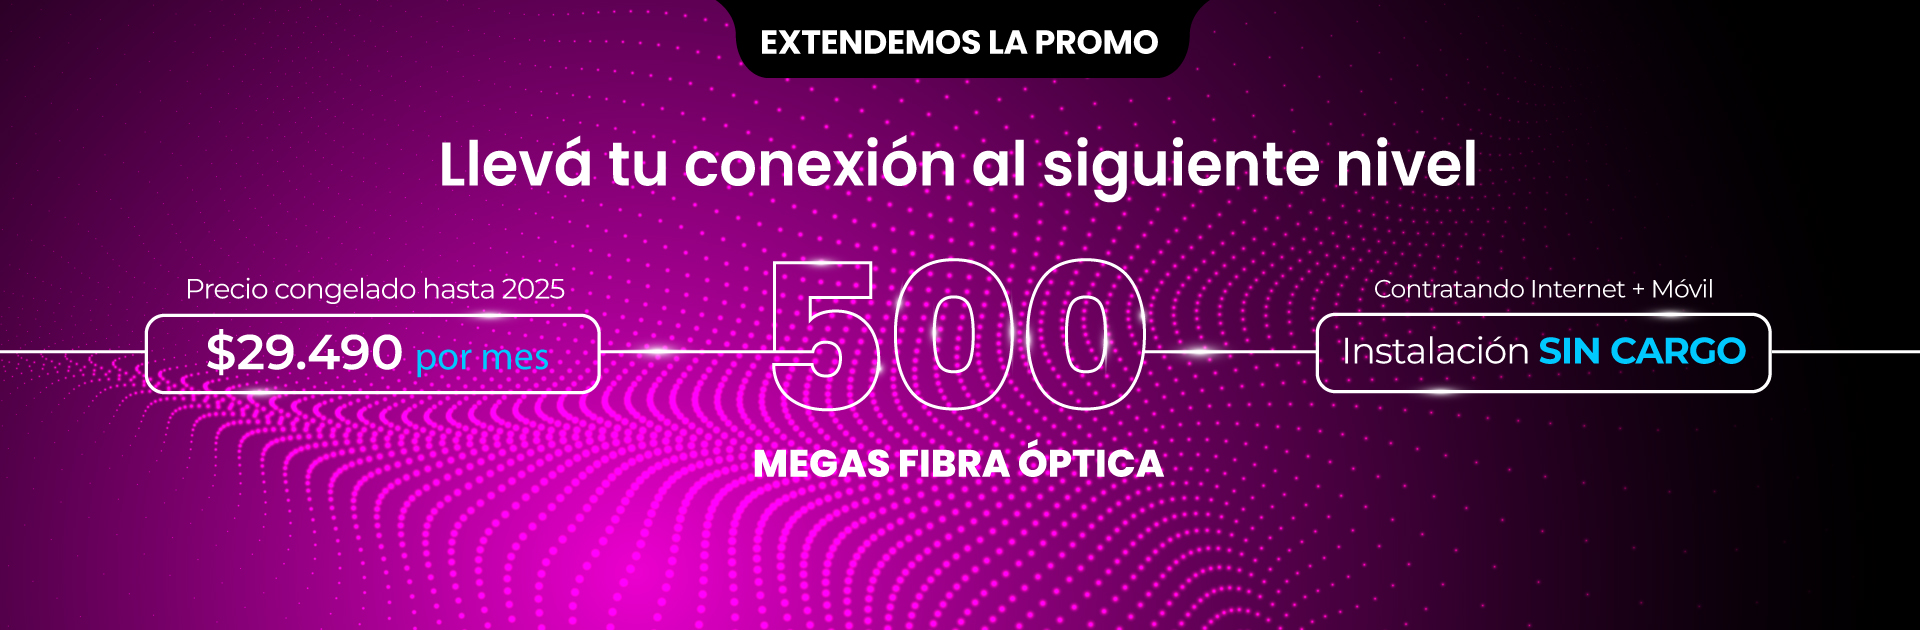 EXTENDEMOS LA PROMO
Llevá tu conexión al siguiente nivel
Precio congelado hasta 2025
$29.490 por mes
500
MEGAS FIBRA ÓPTICA
Contratando Internet + Móvil
Instalación SIN CARGO